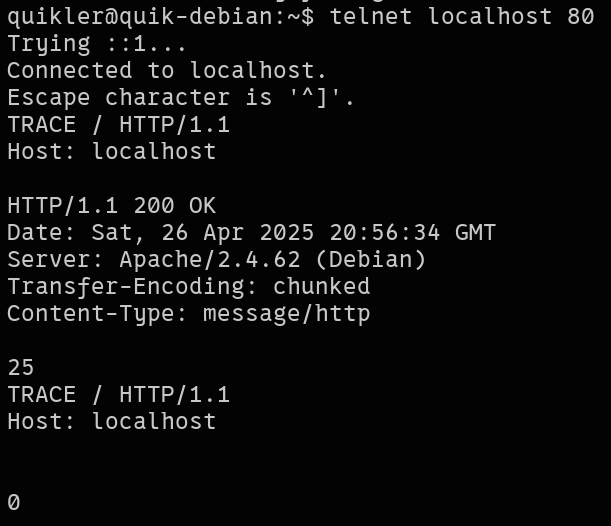 quikler@quik-debian:~$ telnet localhost 80
Trying ::1...
Connected to localhost.
Escape character is '^]'.
TRACE / HTTP/1.1
Host: localhost

HTTP/1.1 200 OK
Date: Sat, 26 Apr 2025 20:56:34 GMT
Server: Apache/2.4.62 (Debian)
Transfer-Encoding: chunked
Content-Type: message/http

25
TRACE / HTTP/1.1
Host: localhost


0